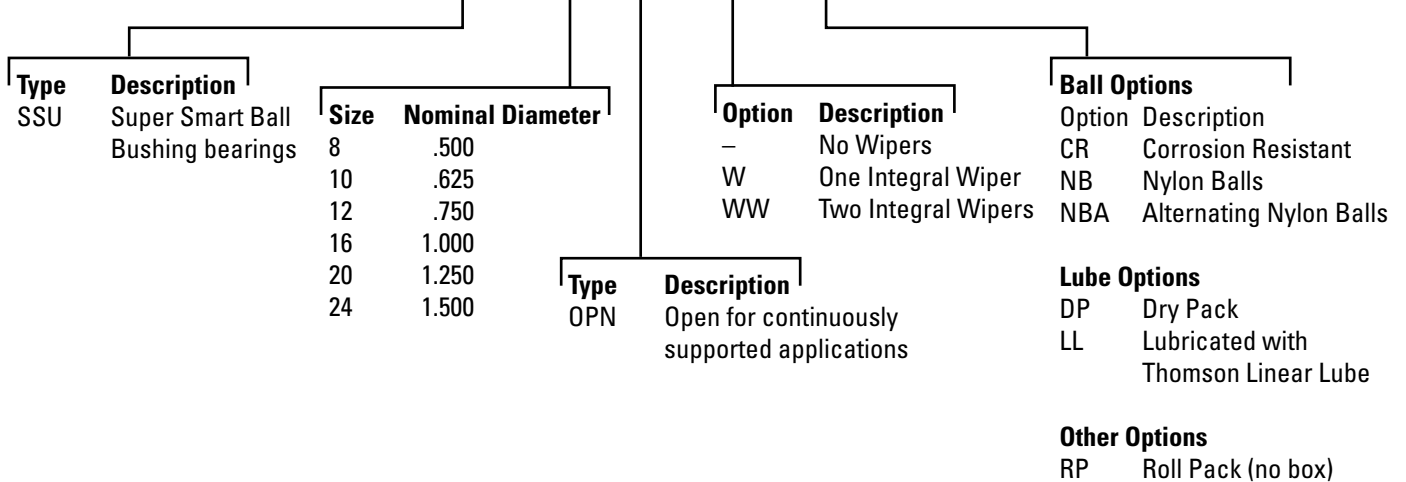 Type Description
SSU Super Smart Ball
Bushing bearings
Size Nominal Diameter
8 .500
10 .625
12 .750
16 1.000
20 1.250
24 1.500
Type Description
OPN Open for continuously
supported applications
Option Description
– No Wipers
W One Integral Wiper
WW Two Integral Wipers
Ball Options
Option Description
CR Corrosion Resistant
NB Nylon Balls
NBA Alternating Nylon Balls
Lube Options
DP Dry Pack
LL Lubricated with
Thomson Linear Lube
Other Options
RP Roll Pack (no box)